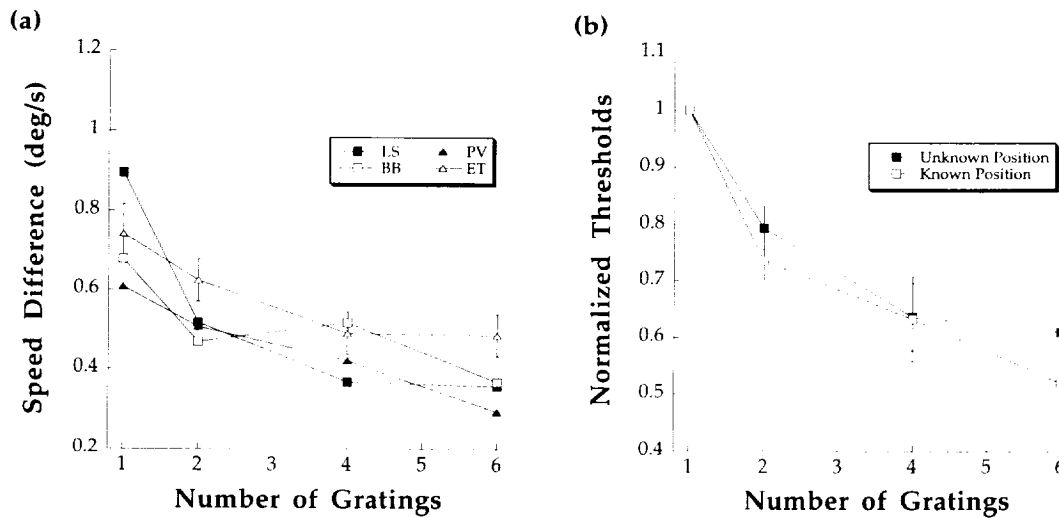 (a)
1.2
1
0.8
0.6
0.4
0.2
Speed Difference (deg/s)
LS PV
BB ET
1 2 3 4 5 6
Number of Gratings
(b)
1.1
1
0.9
0.8
0.7
0.6
0.5
0.4
Normalized Thresholds
Unknown Position
Known Position
1 2 3 4 5 6
Number of Gratings